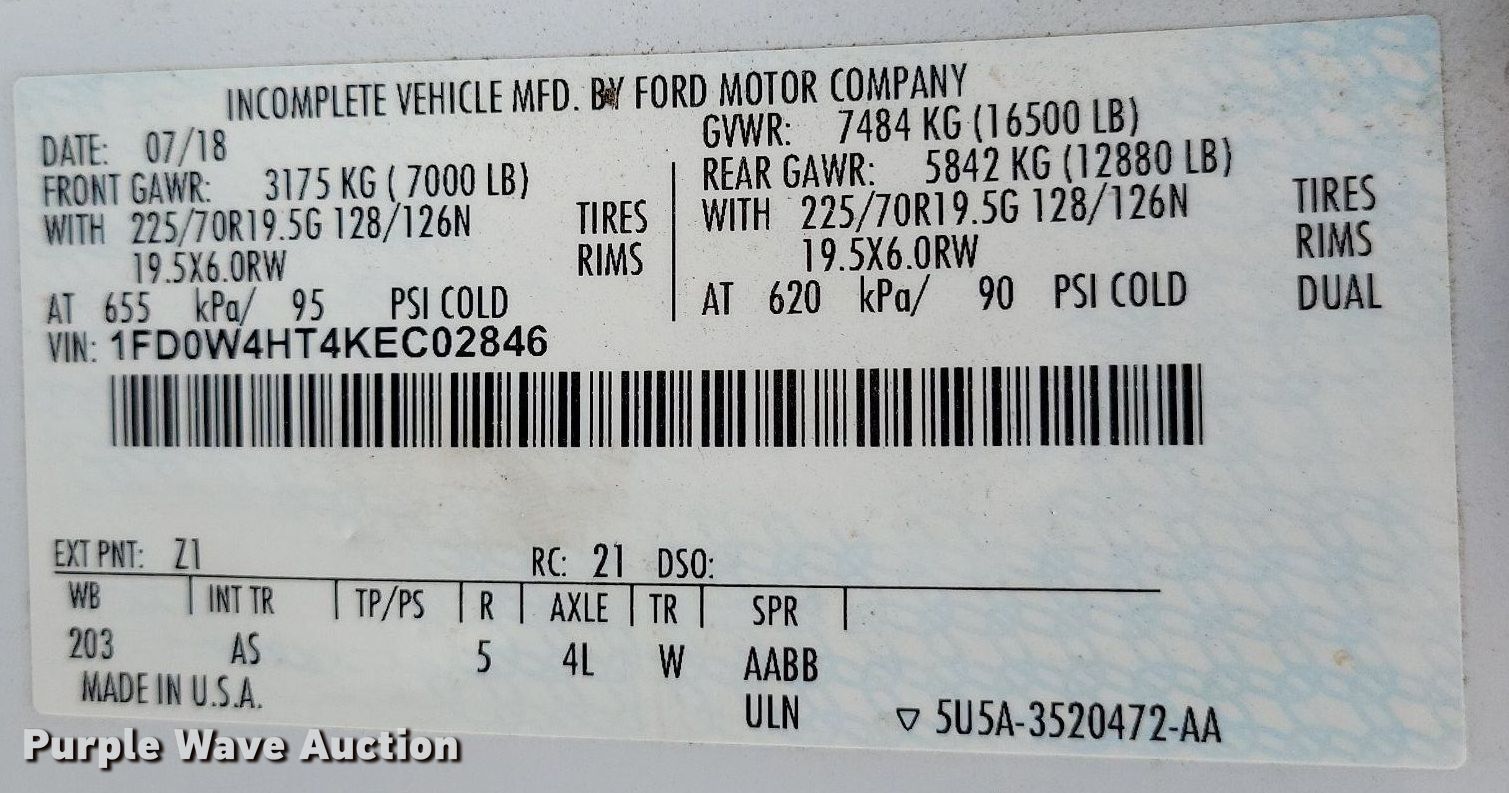 INCOMPLETE VEHICLE MFD. BY FORD MOTOR COMPANY
DATE: 07/18 GVWR: 7484 KG (16500 LB)
FRONT GAWR: 3175 KG ( 7000 LB) REAR GAWR: 5842 KG (12880 LB)
WITH 225/70R19.5G 128/126N TIRES WITH 225/70R19.5G 128/126N TIRES
19.5X6.0RW RIMS 19.5X6.0RW RIMS
AT 655 kPa/ 95 PSI COLD AT 620 kPa/ 90 PSI COLD DUAL
VIN: 1FD0W4HT4KEC02846
EXT PNT: Z1 RC: 21 DSO:
WB INT TR TP/PS R AXLE TR SPR
203 AS 5 4L W AABB
MADE IN U.S.A. ULN ▽ 5U5A-3520472-AA
Purple Wave Auction